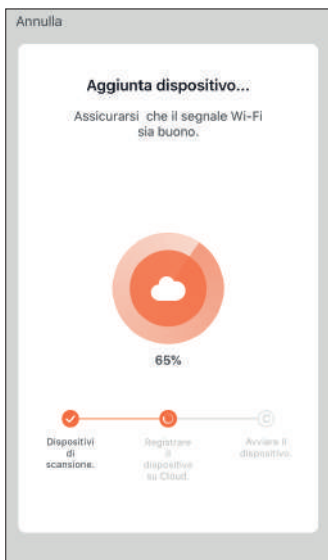 Annulla
Aggiunta dispositivo...
Assicurarsi che il segnale Wi-Fi
sia buono.
65%
Dispositivi
di
scansione.
Registrare
il
dispositivo
su Cloud.
Avviare il
dispositivo.